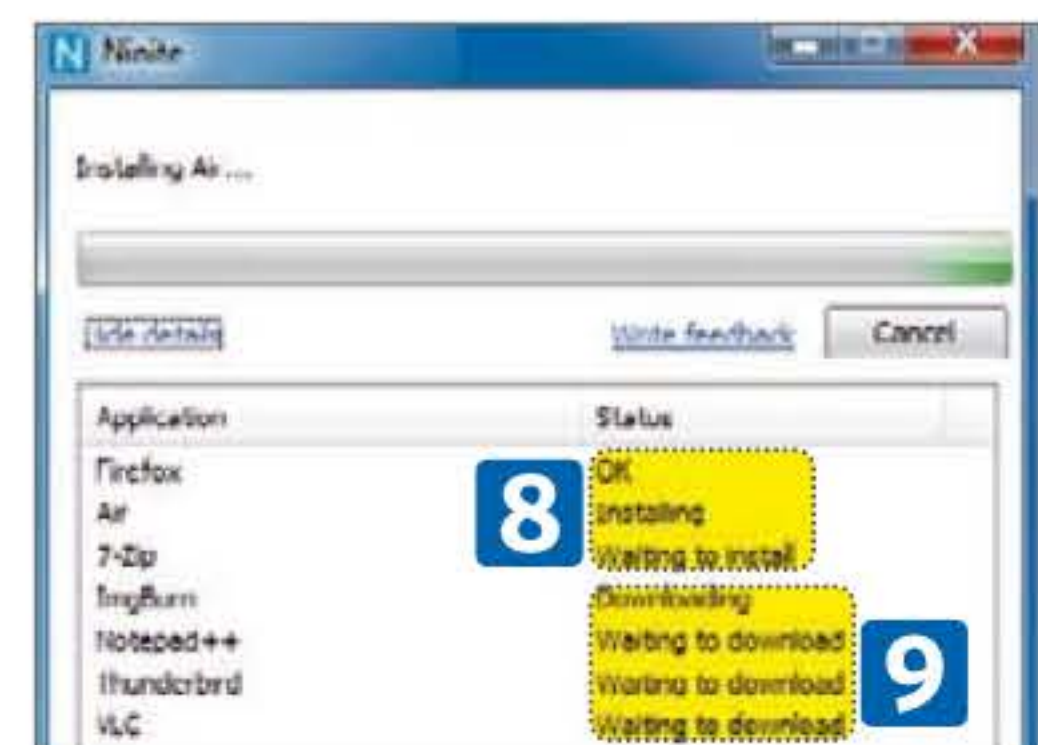 Ninite
Installing Air ...
Hide details Write feedback Cancel
Application Status
Firefox OK
Air Installing
7-Zip Waiting to install
ImgBurn Downloading
Notepad++ Waiting to download
Thunderbird Waiting to download
VLC Waiting to download
8
9